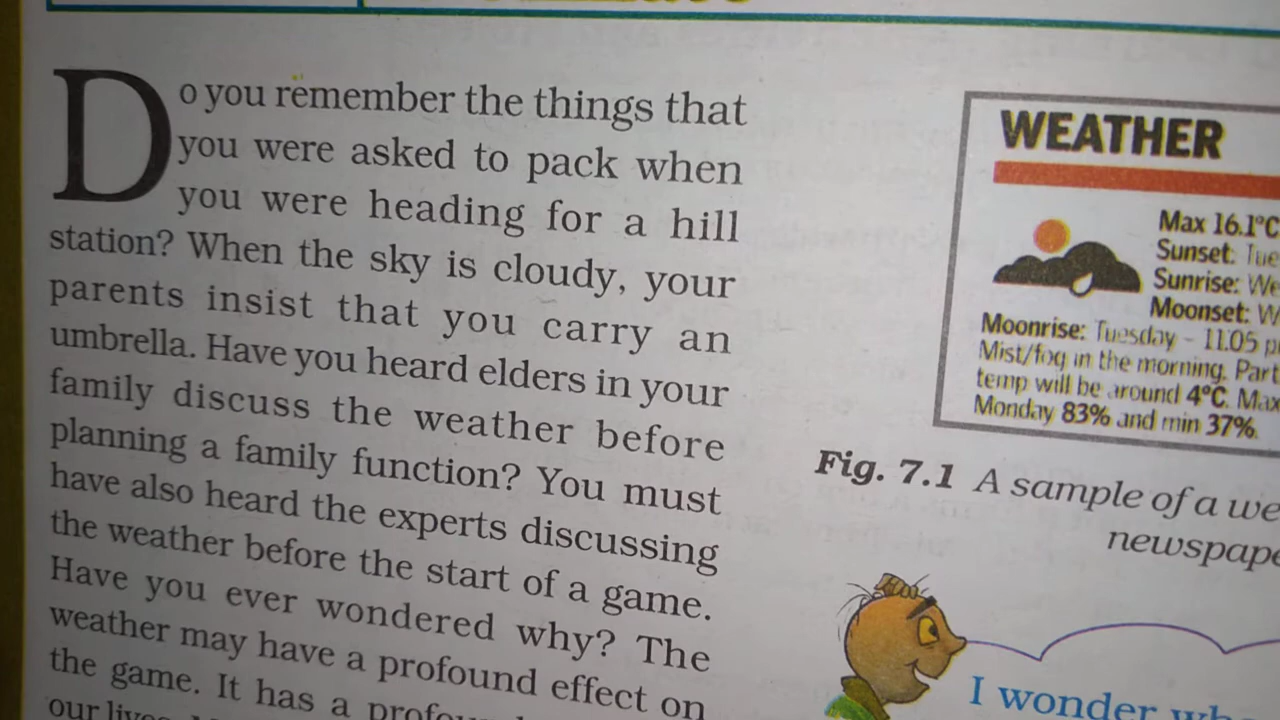 Do you remember the things that
you were asked to pack when
you were heading for a hill
station? When the sky is cloudy, your
parents insist that you carry an
umbrella. Have you heard elders in your
family discuss the weather before
planning a family function? You must
have also heard the experts discussing
the weather before the start of a game.
Have you ever wondered why? The
weather may have a profound effect on
the game. It has a
our
WEATHER
Max 16.1°C
Sunset: Tue
Sunrise: We
Moonset: W
Moonrise: Tuesday - 11.05
Mist/fog in the morning. Part
temp will be around 4°C. Max
Monday 83% and min 37%.
Fig. 7.1 A sample of a we
newspape
I wonder